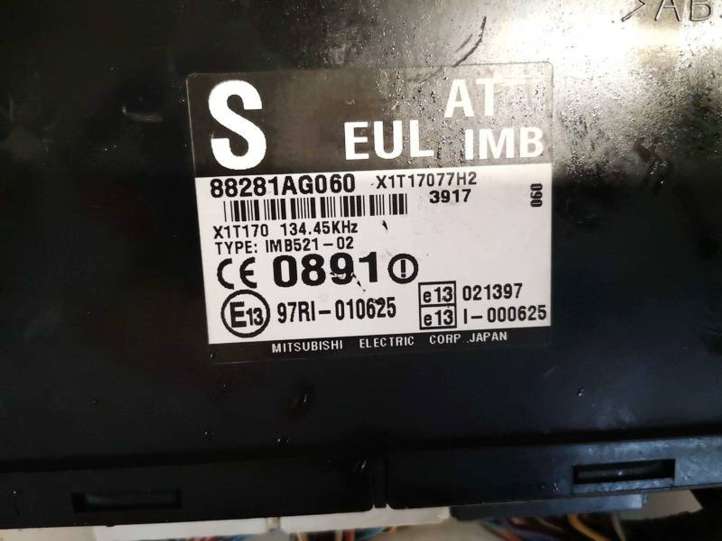 >AB
S AT
EUL IMB
88281AG060 X1T17077H2
3917 060
X1T170 134.45KHz
TYPE: IMB521-02
CE 0891
E13 97RI-010625
e13 021397
e13 I-000625
MITSUBISHI ELECTRIC CORP.JAPAN